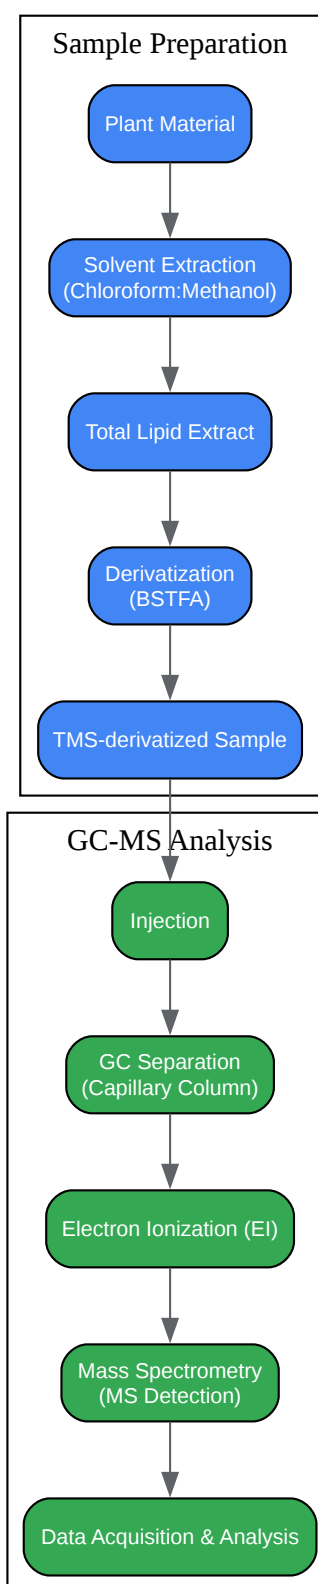 Sample Preparation
Plant Material
Solvent Extraction
(Chloroform:Methanol)
Total Lipid Extract
Derivatization
(BSTFA)
TMS-derivatized Sample
GC-MS Analysis
Injection
GC Separation
(Capillary Column)
Electron Ionization (EI)
Mass Spectrometry
(MS Detection)
Data Acquisition & Analysis